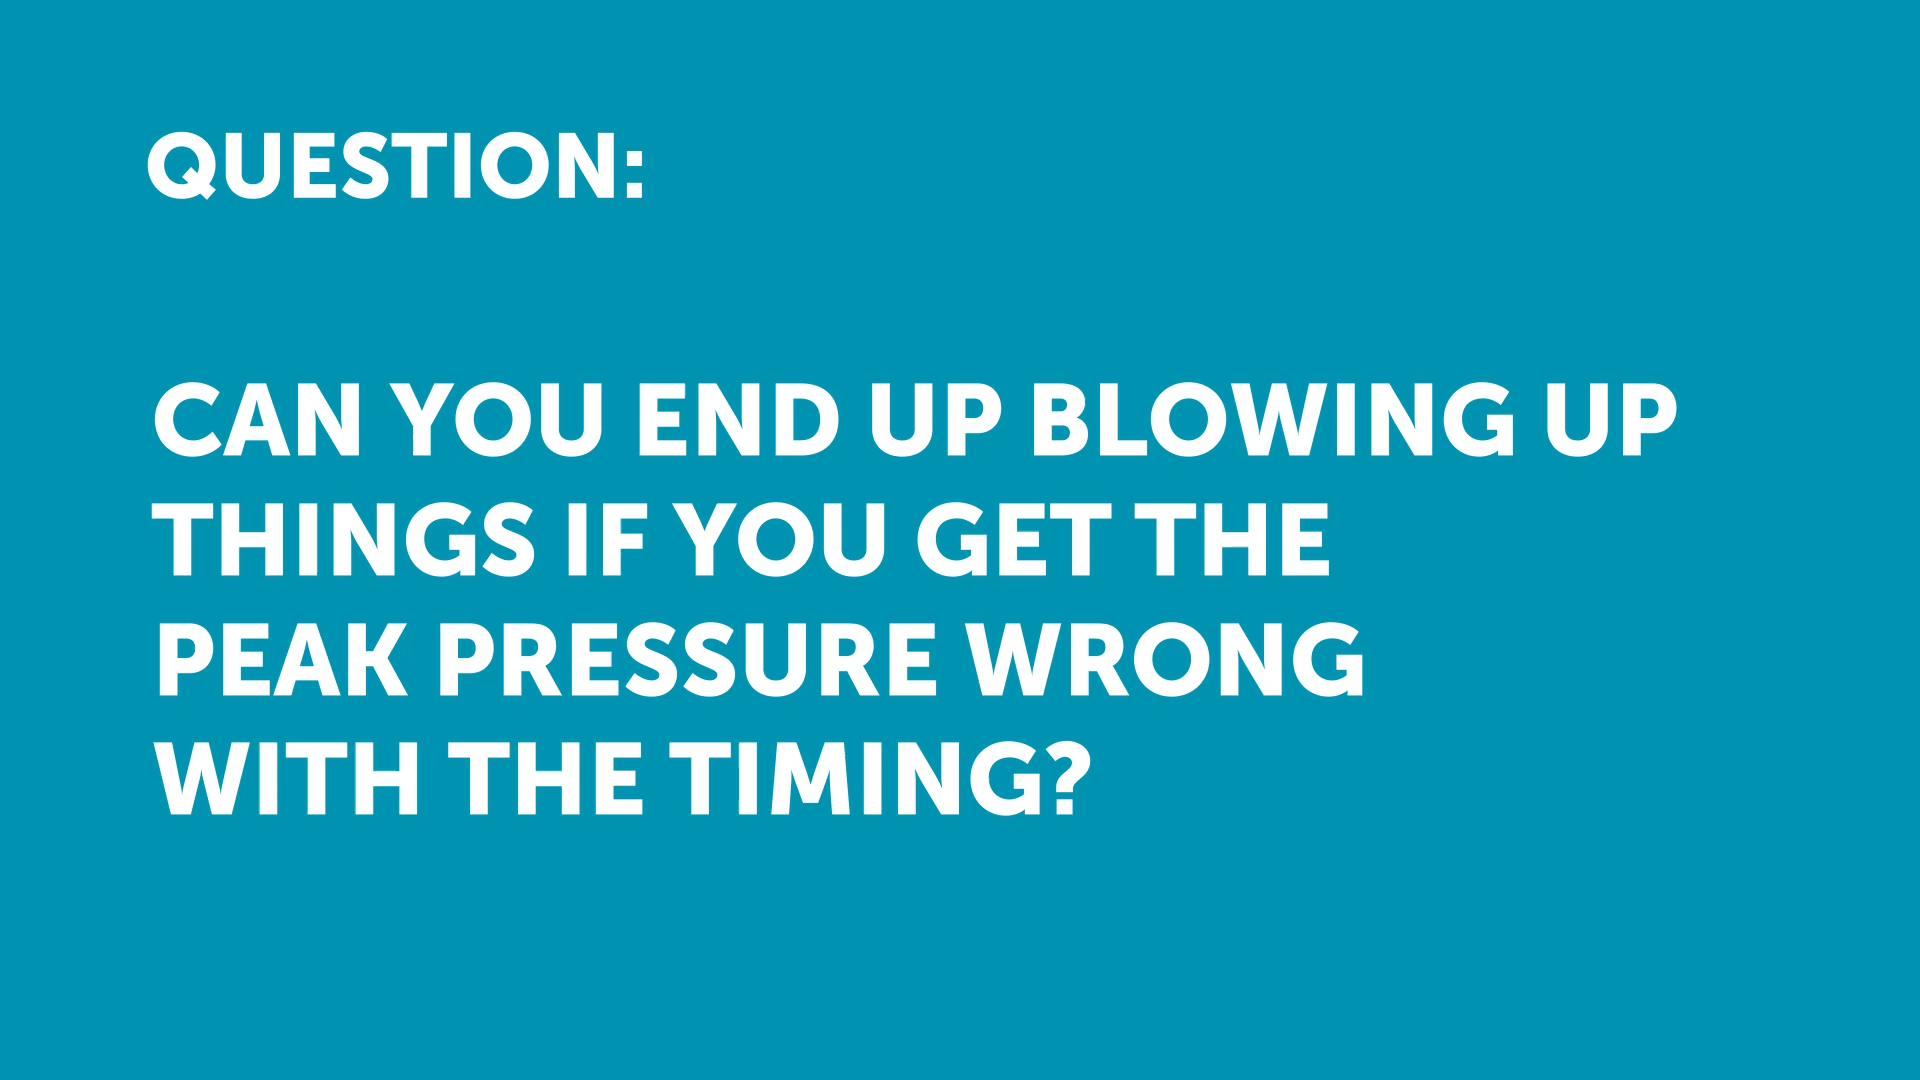 QUESTION:
CAN YOU END UP BLOWING UP
THINGS IF YOU GET THE
PEAK PRESSURE WRONG
WITH THE TIMING?